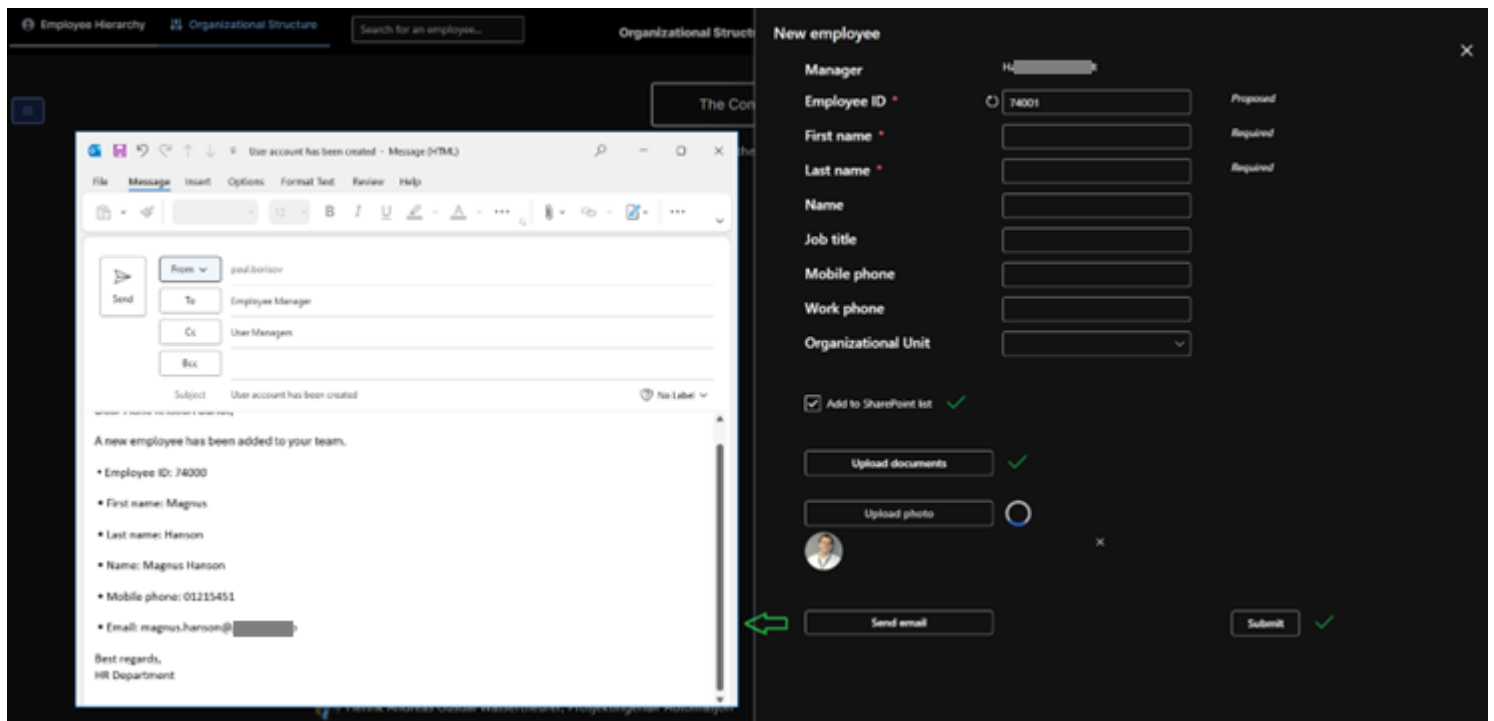 Employee Hierarchy
Organizational Structure
Search for an employee...
Organizational Struct
The Con
the
User account has been created - Message (HTML)
File Message Insert Options Format Text Review Help
12 B I U A
Send
From
paul.borisov
To
Employee Manager
Cc
User Managers
Bcc
Subject
User account has been created
No Label
A new employee has been added to your team.
• Employee ID: 74000
• First name: Magnus
• Last name: Hanson
• Name: Magnus Hanson
• Mobile phone: 01215451
• Email: magnus.hanson@
Best regards,
HR Department
New employee
Manager
Employee ID *
74001
Proposed
First name *
Required
Last name *
Required
Name
Job title
Mobile phone
Work phone
Organizational Unit
Add to SharePoint list
Upload documents
Upload photo
Send email
Submit